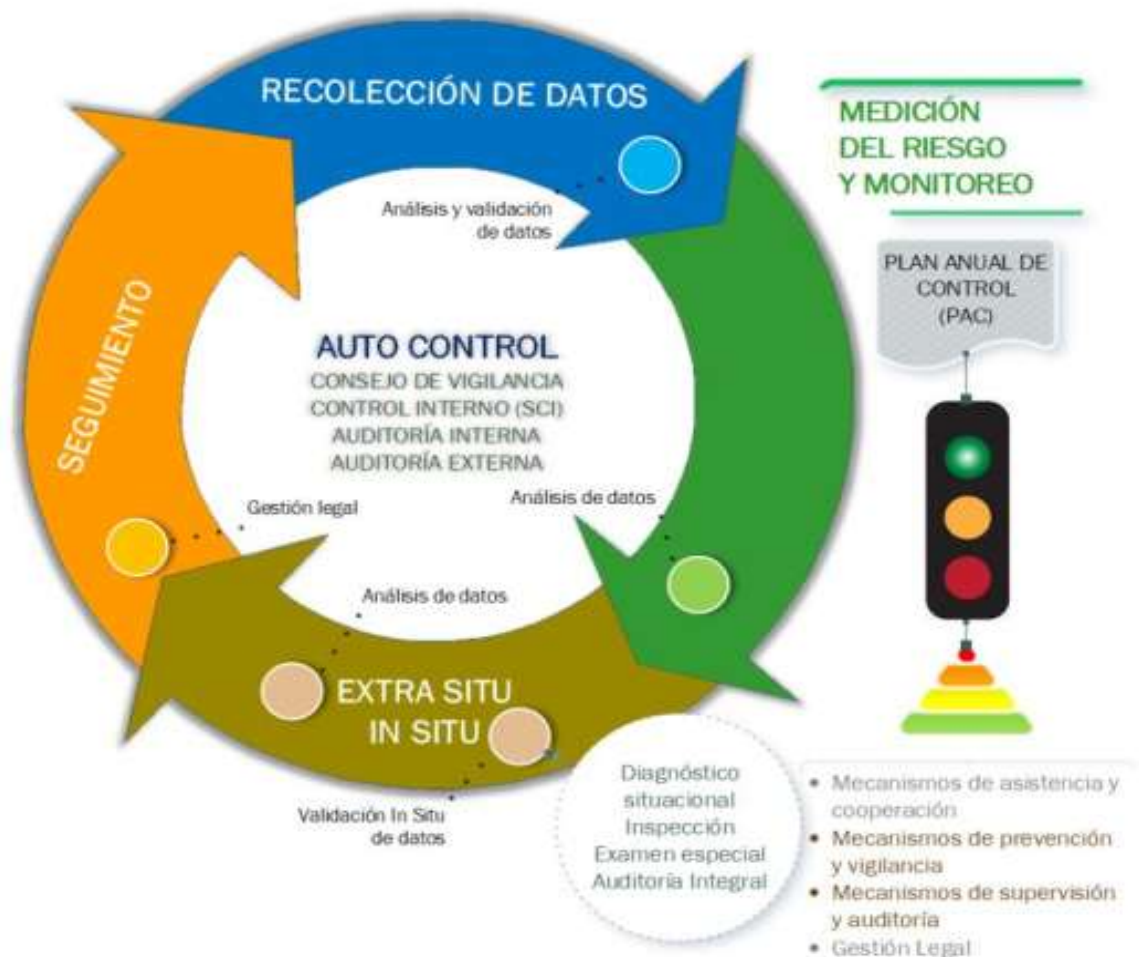 RECOLECCIÓN DE DATOS
Análisis y validación
de datos
MEDICIÓN
DEL RIESGO
Y MONITOREO
PLAN ANUAL DE
CONTROL
(PAC)
SEGUIMIENTO
AUTO CONTROL
CONSEJO DE VIGILANCIA
CONTROL INTERNO (SCI)
AUDITORÍA INTERNA
AUDITORÍA EXTERNA
Gestión legal
Análisis de datos
Análisis de datos
EXTRA SITU
IN SITU
Validación In Situ
de datos
Diagnóstico
situacional
Inspección
Examen especial
Auditoría Integral
• Mecanismos de asistencia y
cooperación
• Mecanismos de prevención
y vigilancia
• Mecanismos de supervisión
y auditoría
• Gestión Legal